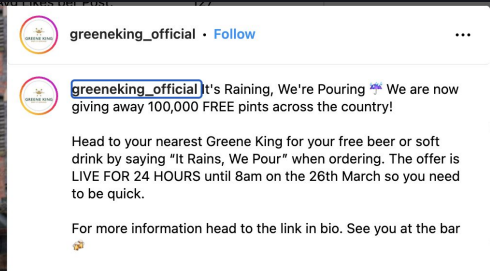 greeneking_official • Follow
...
GREENE KING
greeneking_official It's Raining, We're Pouring ☔ We are now
giving away 100,000 FREE pints across the country!
Head to your nearest Greene King for your free beer or soft
drink by saying “It Rains, We Pour” when ordering. The offer is
LIVE FOR 24 HOURS until 8am on the 26th March so you need
to be quick.
For more information head to the link in bio. See you at the bar
🍻